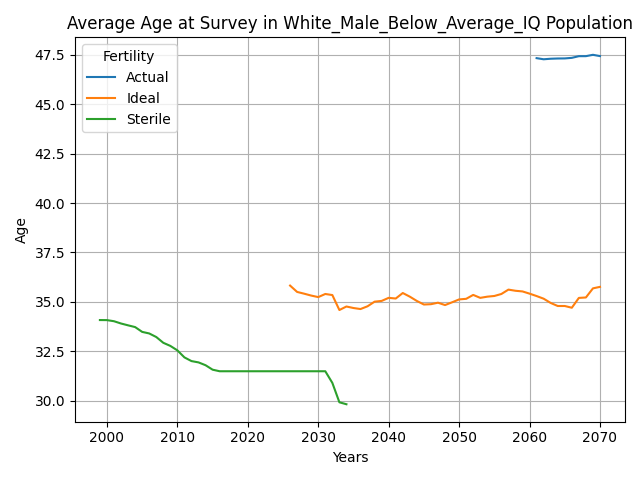 Average Age at Survey in White_Male_Below_Average_IQ Population
Fertility
Actual
Ideal
Sterile
47.5
45.0
42.5
40.0
37.5
35.0
32.5
30.0
Age
2000 2010 2020 2030 2040 2050 2060 2070
Years